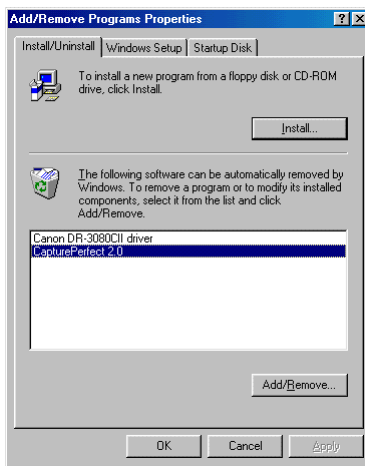 Add/Remove Programs Properties
Install/Uninstall Windows Setup Startup Disk
To install a new program from a floppy disk or CD-ROM
drive, click Install.
Install...
The following software can be automatically removed by
Windows. To remove a program or to modify its installed
components, select it from the list and click
Add/Remove.
Canon DR-3080CII driver
CapturePerfect 2.0
Add/Remove...
OK Cancel Apply